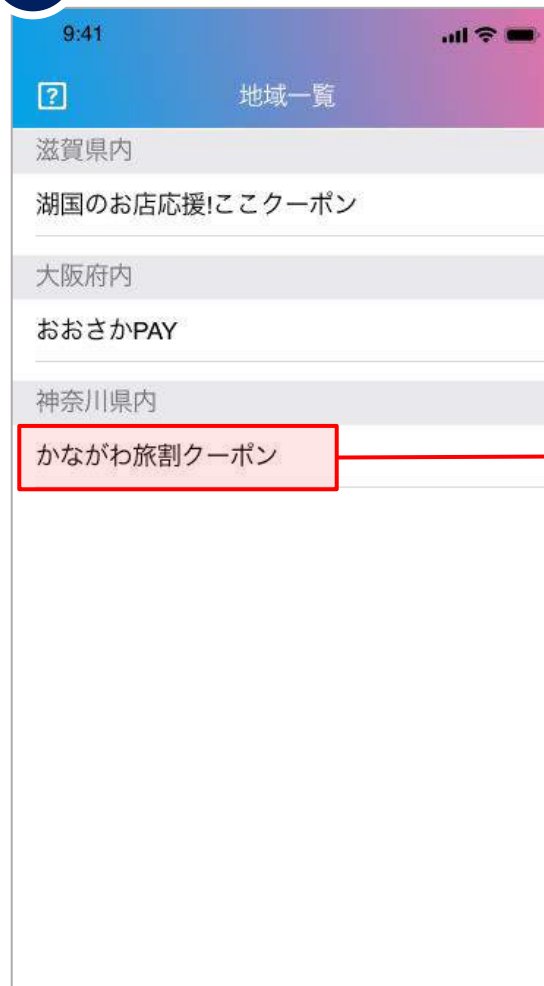 9:41
地域一覧
滋賀県内
湖国のお店応援!ここクーポン
大阪府内
おおさかPAY
神奈川県内
かながわ旅割クーポン